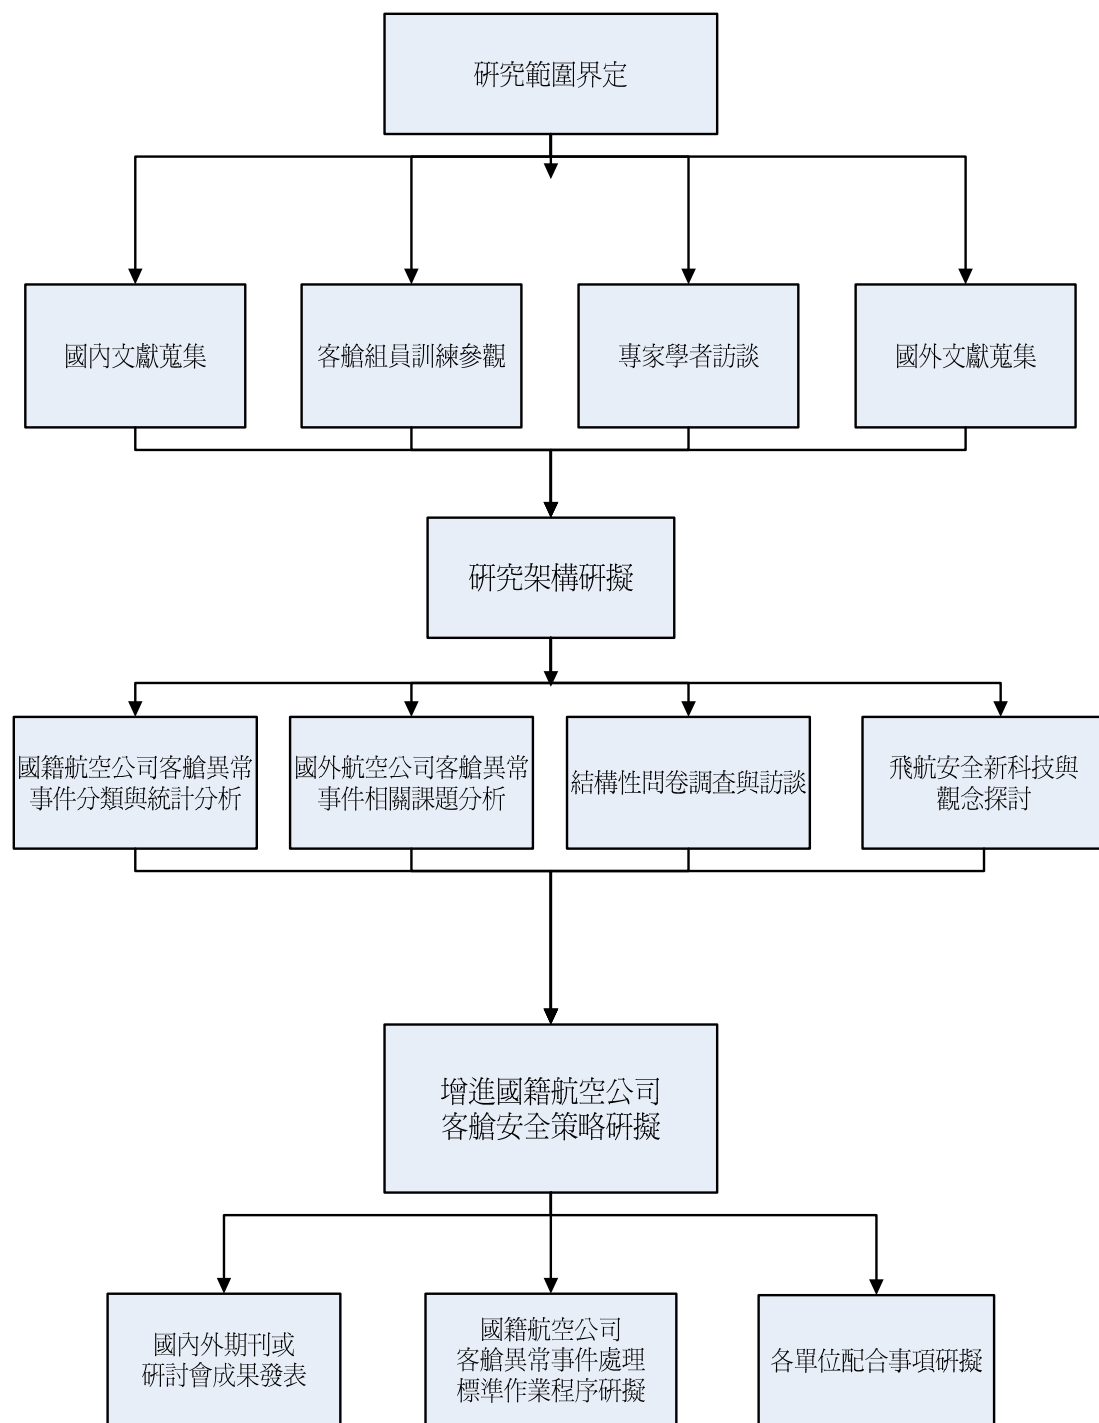 研究範圍界定
國內文獻蒐集
客艙組員訓練參觀
專家學者訪談
國外文獻蒐集
研究架構研擬
國籍航空公司客艙異常
事件分類與統計分析
國外航空公司客艙異常
事件相關課題分析
結構性問卷調查與訪談
飛航安全新科技與
觀念探討
增進國籍航空公司
客艙安全策略研擬
國內外期刊或
研討會成果發表
國籍航空公司
客艙異常事件處理
標準作業程序研擬
各單位配合事項研擬